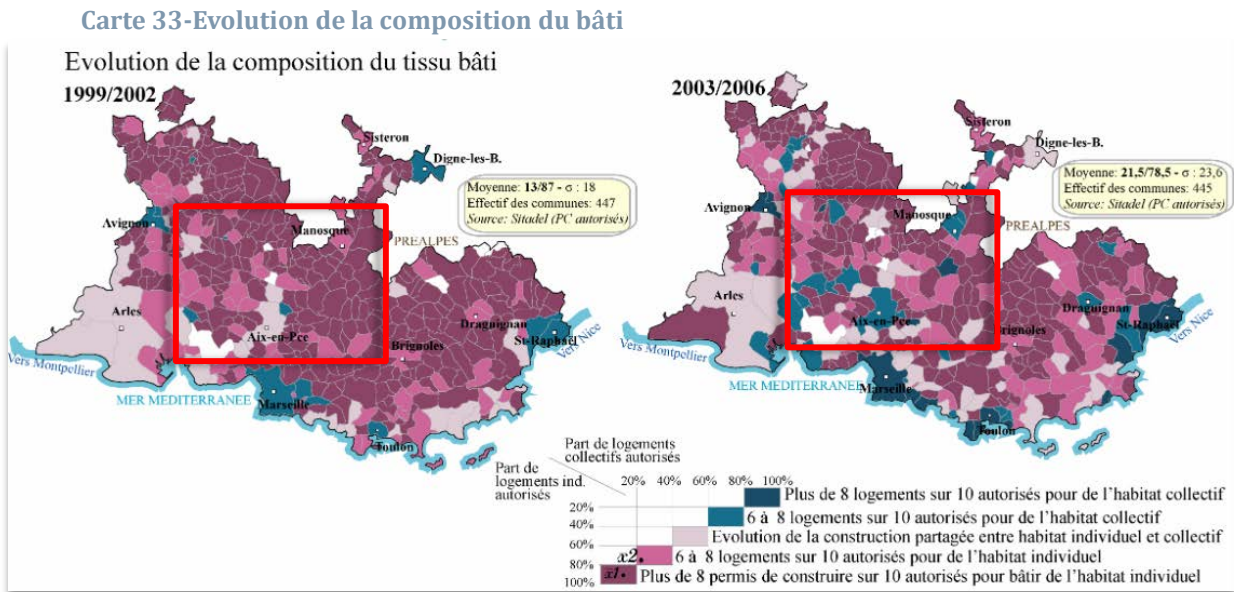 Carte 33-Evolution de la composition du bâti
Evolution de la composition du tissu bâti
1999/2002
Sisteron
Digne-les-B.
Moyenne: 13/87 - σ : 18
Effectif des communes: 447
Source: Sitadel (PC autorisés)
Avignon
Manosque
PREALPES
Arles
Aix-en-Pce
Draguignan
St-Raphaël
Brignoles
Vers Nice
Vers Montpellier
MER MEDITERRANEE
Marseille
Toulon
2003/2006
Sisteron
Digne-les-B.
Moyenne: 21,5/78,5 - σ : 23,6
Effectif des communes: 445
Source: Sitadel (PC autorisés)
Avignon
Manosque
PREALPES
Arles
Aix-en-Pce
Draguignan
St-Raphaël
rignoles
Vers Nice
Vers Montpellier
MER MEDITERRANEE
Marseille
Toulon
Part de logements
collectifs autorisés
Part de
logements ind.
autorisés
20% 40% 60% 80% 100%
20%
40%
60%
80%
100%
x2.
x1.
Plus de 8 logements sur 10 autorisés pour de l'habitat collectif
6 à 8 logements sur 10 autorisés pour de l'habitat collectif
Evolution de la construction partagée entre habitat individuel et collectif
6 à 8 logements sur 10 autorisés pour de l'habitat individuel
Plus de 8 permis de construire sur 10 autorisés pour bâtir de l'habitat individuel